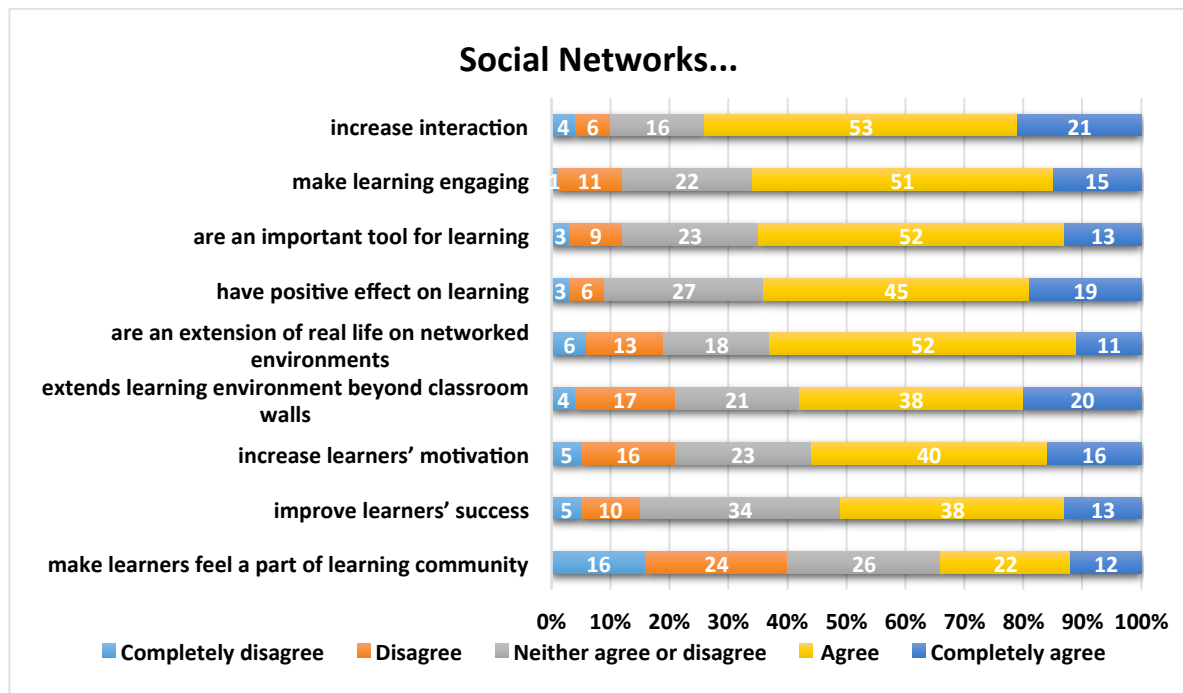 Social Networks...
increase interaction
4 6 16 53 21
make learning engaging
1 11 22 51 15
are an important tool for learning
3 9 23 52 13
have positive effect on learning
3 6 27 45 19
are an extension of real life on networked
environments
6 13 18 52 11
extends learning environment beyond classroom
walls
4 17 21 38 20
increase learners’ motivation
5 16 23 40 16
improve learners’ success
5 10 34 38 13
make learners feel a part of learning community
16 24 26 22 12
0% 10% 20% 30% 40% 50% 60% 70% 80% 90% 100%
Completely disagree Disagree Neither agree or disagree Agree Completely agree